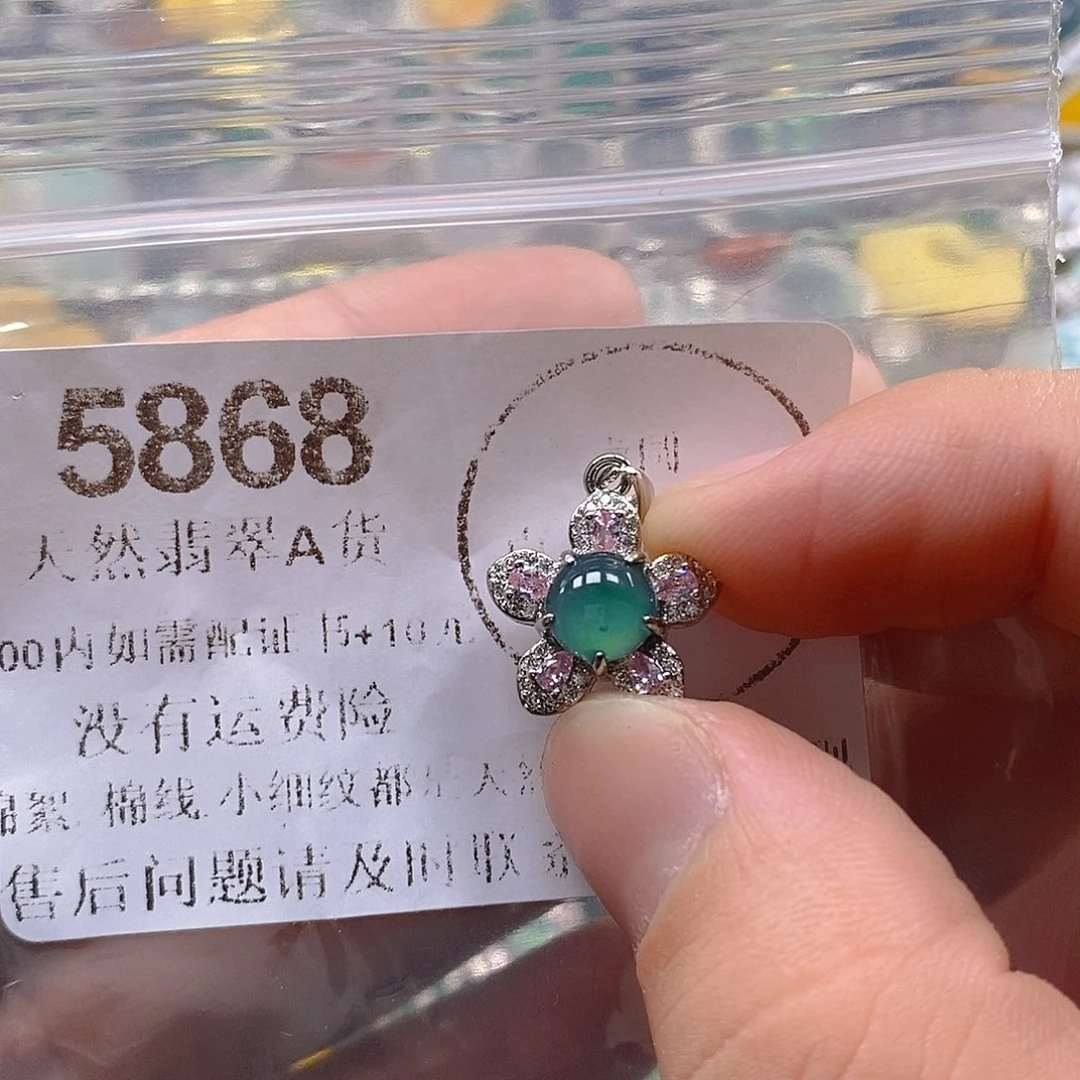 5868
天然翡翠A货
00内如需配证书+10元
没有运费险
棉絮.棉线.小细纹都是天然
售后问题请及时联系